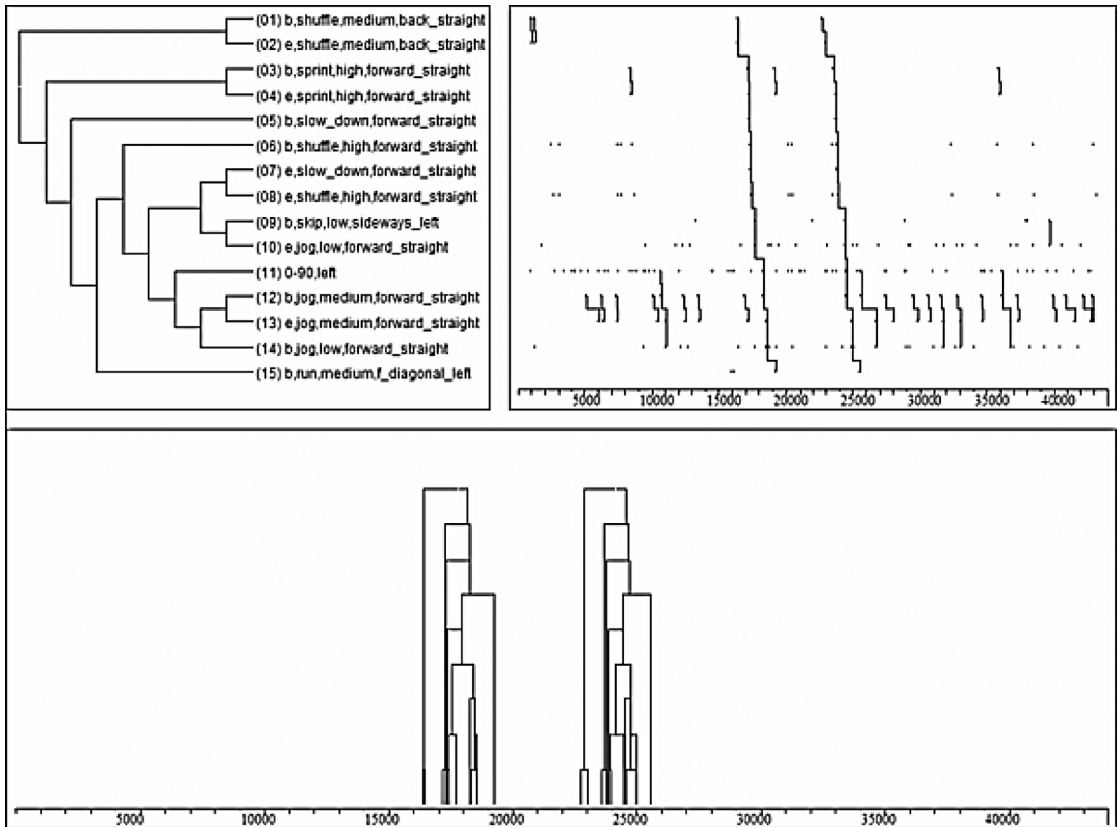 (01) b,shuffle,medium,back_straight
(02) e,shuffle,medium,back_straight
(03) b,sprint,high,forward_straight
(04) e,sprint,high,forward_straight
(05) b,slow_down,forward_straight
(06) b,shuffle,high,forward_straight
(07) e,slow_down,forward_straight
(08) e,shuffle,high,forward_straight
(09) b,skip,low,sideways_left
(10) e,jog,low,forward_straight
(11) 0-90,left
(12) b,jog,medium,forward_straight
(13) e,jog,medium,forward_straight
(14) b,jog,low,forward_straight
(15) b,run,medium,f_diagonal_left
5000 10000 15000 20000 25000 30000 35000 40000
5000 10000 15000 20000 25000 30000 35000 40000